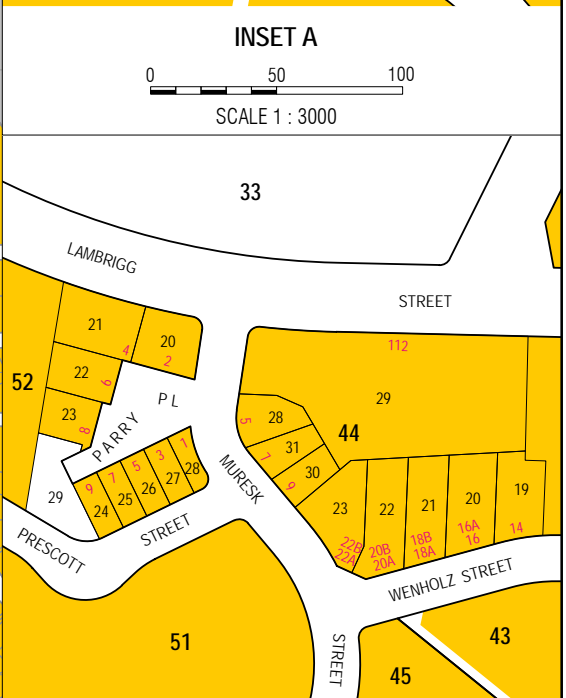 INSET A
0 50 100
SCALE 1 : 3000
33
LAMBRIGG
STREET
21
4
20
2
112
22
6
29
52
PL
23
8
5
28
44
PARRY
31
7
30
9
29
9
7
5
3
1
24
25
26
27
28
MURESK
23
22
21
20
19
22B
22A
20B
20A
18B
18A
16A
16
14
PRESCOTT
STREET
WENHOLZ STREET
51
STREET
43
45